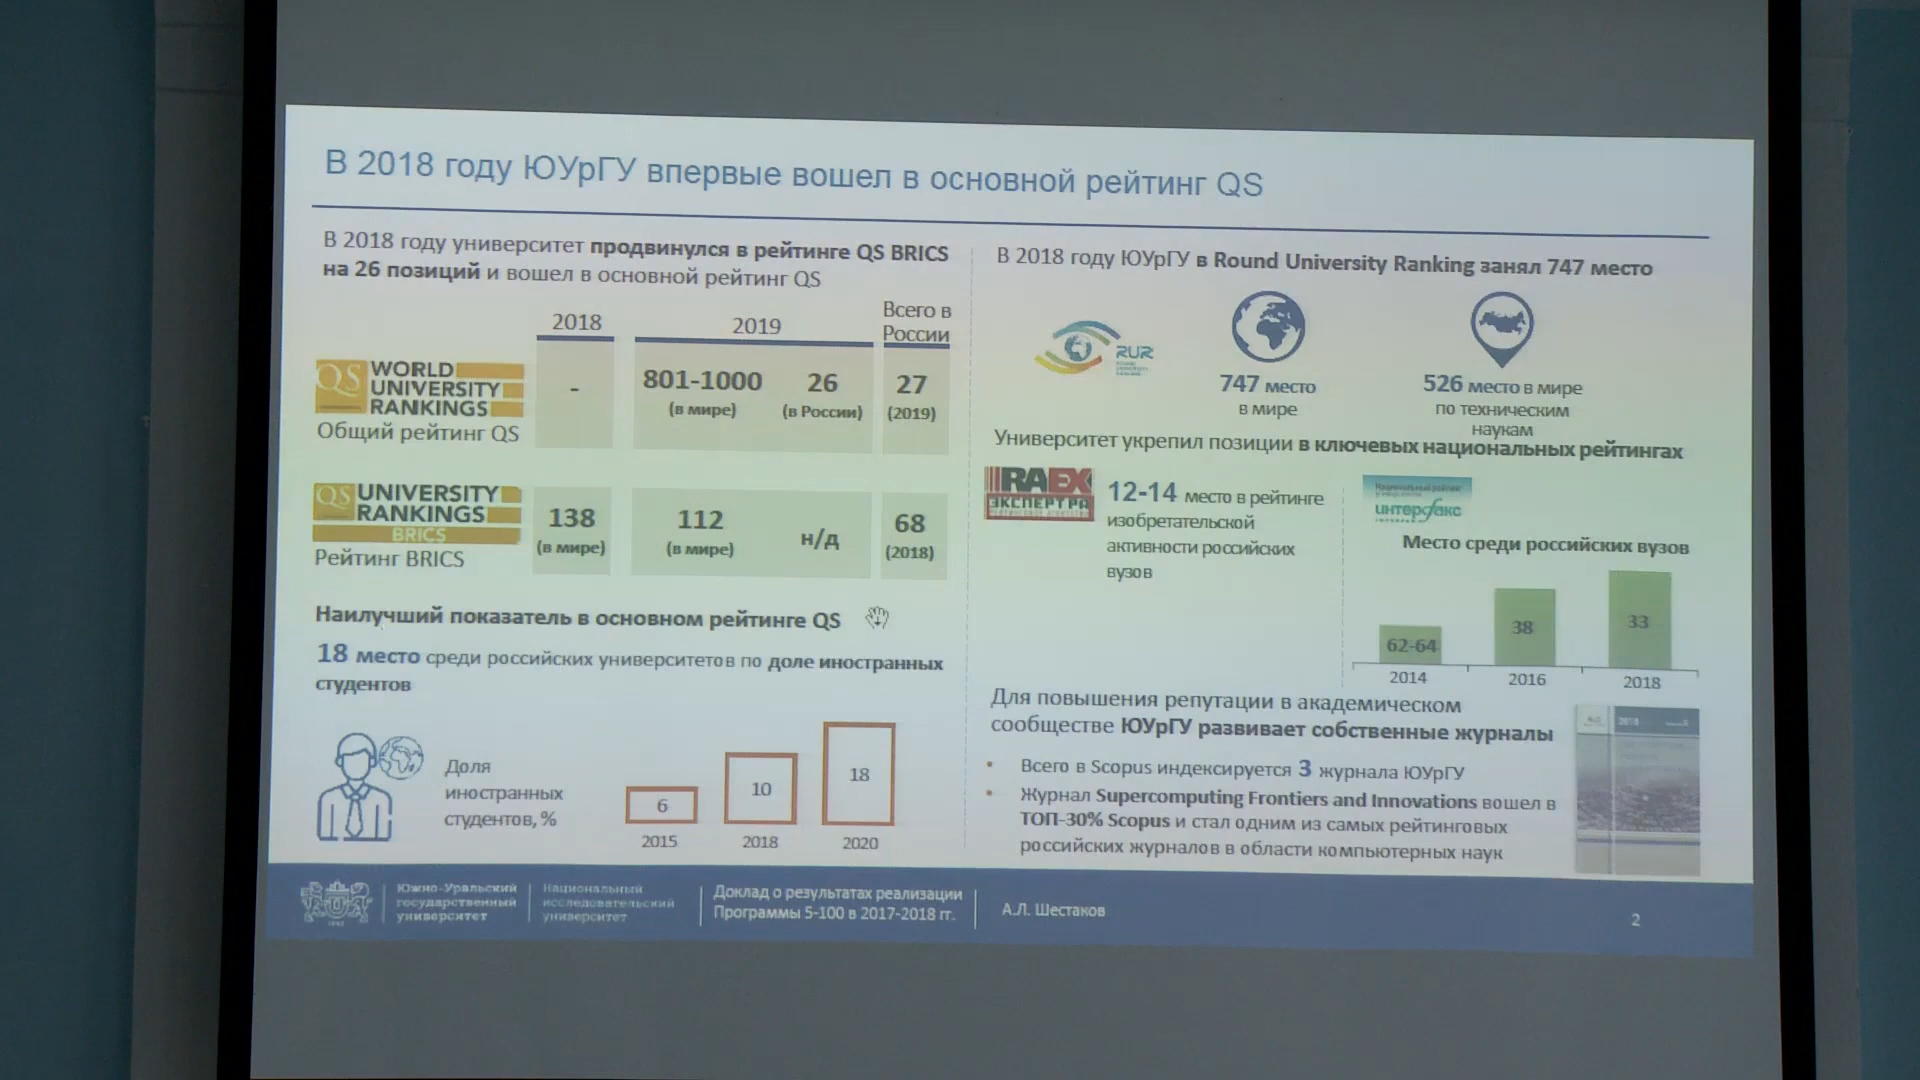 В 2018 году ЮУрГУ впервые вошел в основной рейтинг QS
В 2018 году университет продвинулся в рейтинге QS BRICS
на 26 позиций и вошел в основной рейтинг QS
2018
2019
Всего в
России
QS WORLD
UNIVERSITY
RANKINGS
Общий рейтинг QS
-
801-1000
(в мире)
26
(в России)
27
(2019)
QS UNIVERSITY
RANKINGS
BRICS
Рейтинг BRICS
138
(в мире)
112
(в мире)
н/д
68
(2018)
Наилучший показатель в основном рейтинге QS
18 место среди российских университетов по доле иностранных
студентов
Доля
иностранных
студентов, %
6
10
18
2015
2018
2020
В 2018 году ЮУрГУ в Round University Ranking занял 747 место
RUR
747 место
в мире
526 место в мире
по техническим
наукам
Университет укрепил позиции в ключевых национальных рейтингах
RAEX
ЭКСПЕРТ РА
12-14 место в рейтинге
изобретательской
активности российских
вузов
Национальный рейтинг
университетов
интерфакс
Место среди российских вузов
62-64
38
33
2014
2016
2018
Для повышения репутации в академическом
сообществе ЮУрГУ развивает собственные журналы
• Всего в Scopus индексируется 3 журнала ЮУрГУ
• Журнал Supercomputing Frontiers and Innovations вошел в
ТОП-30% Scopus и стал одним из самых рейтинговых
российских журналов в области компьютерных наук
2018
Южно-Уральский
государственный
университет
Национальный
исследовательский
университет
Доклад о результатах реализации
Программы 5-100 в 2017-2018 гг.
А.Л. Шестаков
2